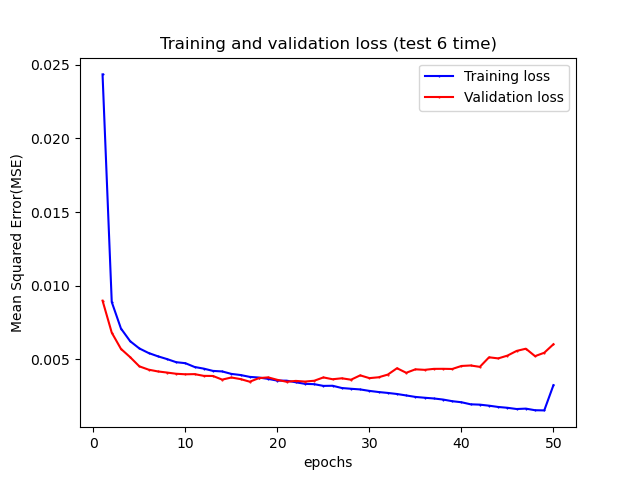 Training and validation loss (test 6 time)
Training loss
Validation loss
0.025
0.020
0.015
0.010
0.005
Mean Squared Error(MSE)
0
10
20
30
40
50
epochs